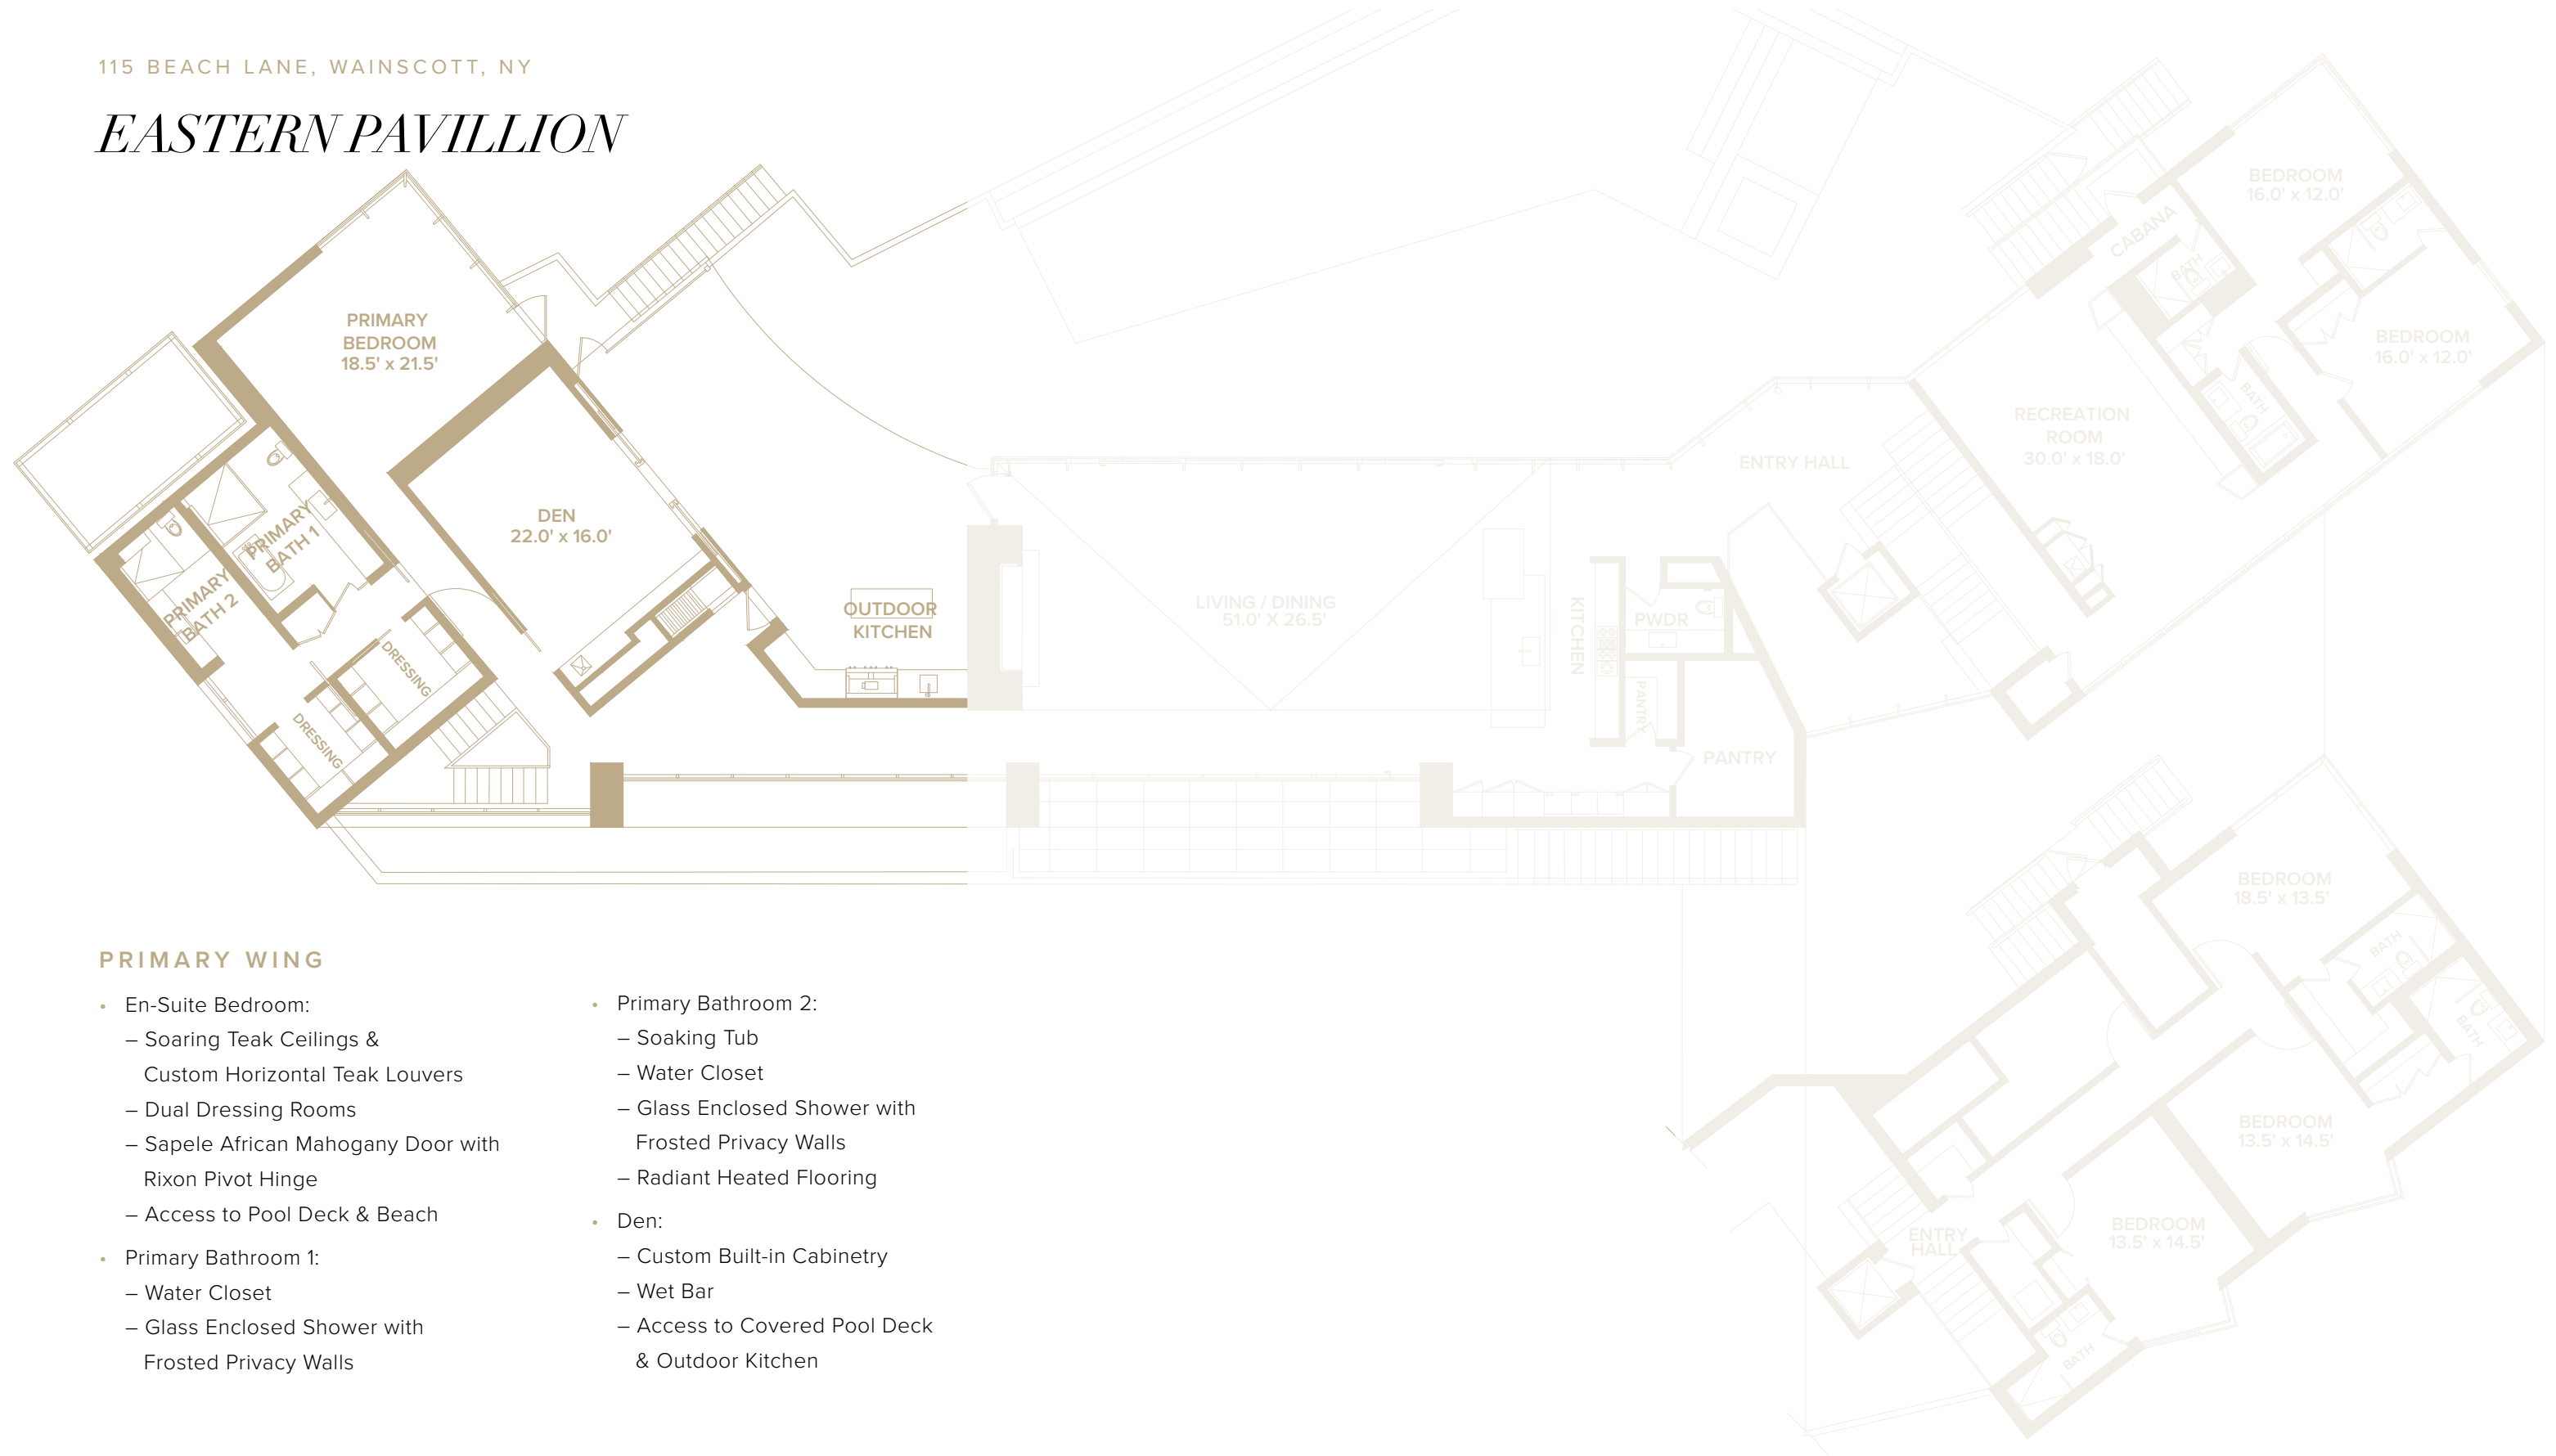 115 BEACH LANE, WAINSCOTT, NY
EASTERN PAVILLION
PRIMARY
BEDROOM
18.5' x 21.5'
DEN
22.0' x 16.0'
PRIMARY
BATH 1
PRIMARY
BATH 2
DRESSING
DRESSING
OUTDOOR
KITCHEN
LIVING / DINING
51.0' X 26.5'
KITCHEN
PWDR
PANTRY
PANTRY
ENTRY HALL
RECREATION
ROOM
30.0' x 18.0'
CABANA
BATH
BATH
BEDROOM
16.0' x 12.0'
BEDROOM
16.0' x 12.0'
BEDROOM
18.5' x 13.5'
BATH
BATH
BEDROOM
13.5' x 14.5'
BEDROOM
13.5' x 14.5'
ENTRY
HALL
BATH
PRIMARY WING
• En-Suite Bedroom:
– Soaring Teak Ceilings &
Custom Horizontal Teak Louvers
– Dual Dressing Rooms
– Sapele African Mahogany Door with
Rixon Pivot Hinge
– Access to Pool Deck & Beach
• Primary Bathroom 1:
– Water Closet
– Glass Enclosed Shower with
Frosted Privacy Walls
• Primary Bathroom 2:
– Soaking Tub
– Water Closet
– Glass Enclosed Shower with
Frosted Privacy Walls
– Radiant Heated Flooring
• Den:
– Custom Built-in Cabinetry
– Wet Bar
– Access to Covered Pool Deck
& Outdoor Kitchen